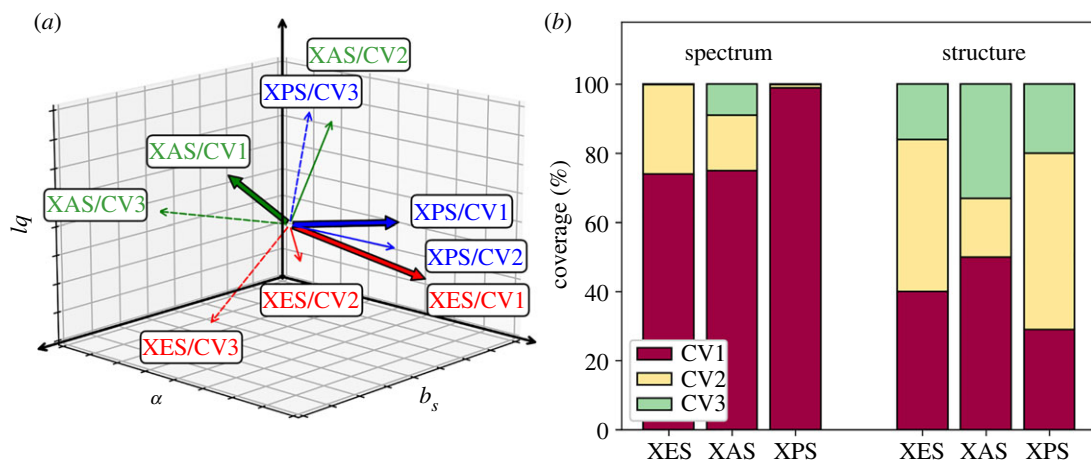 (a)
XAS/CV2
XPS/CV3
XAS/CV1
XAS/CV3
XPS/CV1
XPS/CV2
XES/CV2
XES/CV1
XES/CV3
lq
α
b_s
(b)
spectrum
structure
100
80
60
40
20
0
coverage (%)
CV1
CV2
CV3
XES XAS XPS
XES XAS XPS